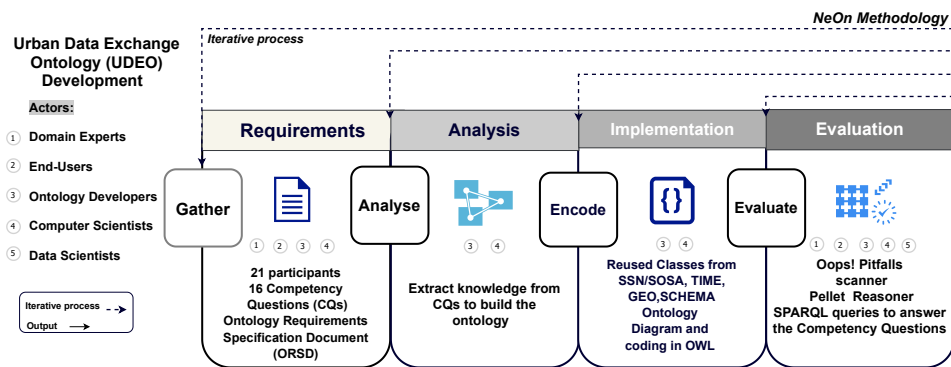 NeOn Methodology
Iterative process
Urban Data Exchange
Ontology (UDEO)
Development
Actors:
1 Domain Experts
2 End-Users
3 Ontology Developers
4 Computer Scientists
5 Data Scientists
Iterative process
Output
Requirements
Analysis
Implementation
Evaluation
Gather
Analyse
Encode
Evaluate
1 2 3 4
21 participants
16 Competency
Questions (CQs)
Ontology Requirements
Specification Document
(ORSD)
3 4
Extract knowledge from
CQs to build the
ontology
{}
3 4
Reused Classes from
SSN/SOSA, TIME,
GEO,SCHEMA
Ontology
Diagram and
coding in OWL
1 2 3 4 5
Oops! Pitfalls
scanner
Pellet Reasoner
SPARQL queries to answer
the Competency Questions